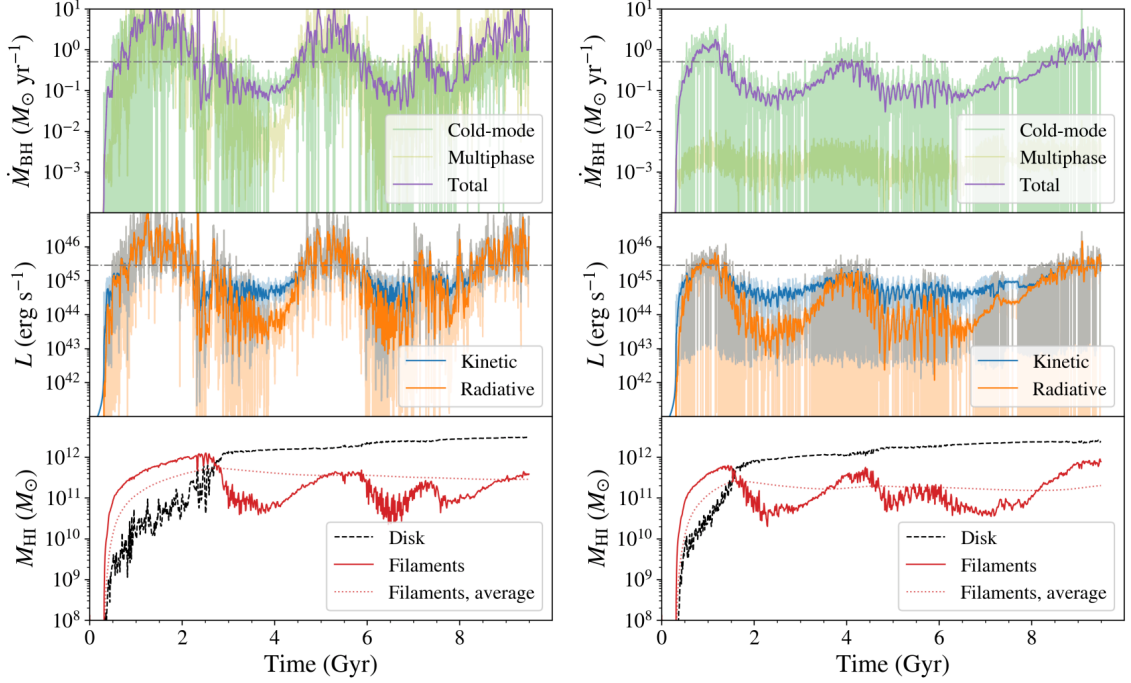 10¹
10⁰
10⁻¹
10⁻²
10⁻³
Ṁ_BH (M_⊙ yr⁻¹)
Cold-mode
Multiphase
Total
10⁴⁶
10⁴⁵
10⁴⁴
10⁴³
10⁴²
L (erg s⁻¹)
Kinetic
Radiative
10¹²
10¹¹
10¹⁰
10⁹
10⁸
M_HI (M_⊙)
Disk
Filaments
Filaments, average
0 2 4 6 8
Time (Gyr)
10¹
10⁰
10⁻¹
10⁻²
10⁻³
Ṁ_BH (M_⊙ yr⁻¹)
Cold-mode
Multiphase
Total
10⁴⁶
10⁴⁵
10⁴⁴
10⁴³
10⁴²
L (erg s⁻¹)
Kinetic
Radiative
10¹²
10¹¹
10¹⁰
10⁹
10⁸
M_HI (M_⊙)
Disk
Filaments
Filaments, average
0 2 4 6 8
Time (Gyr)